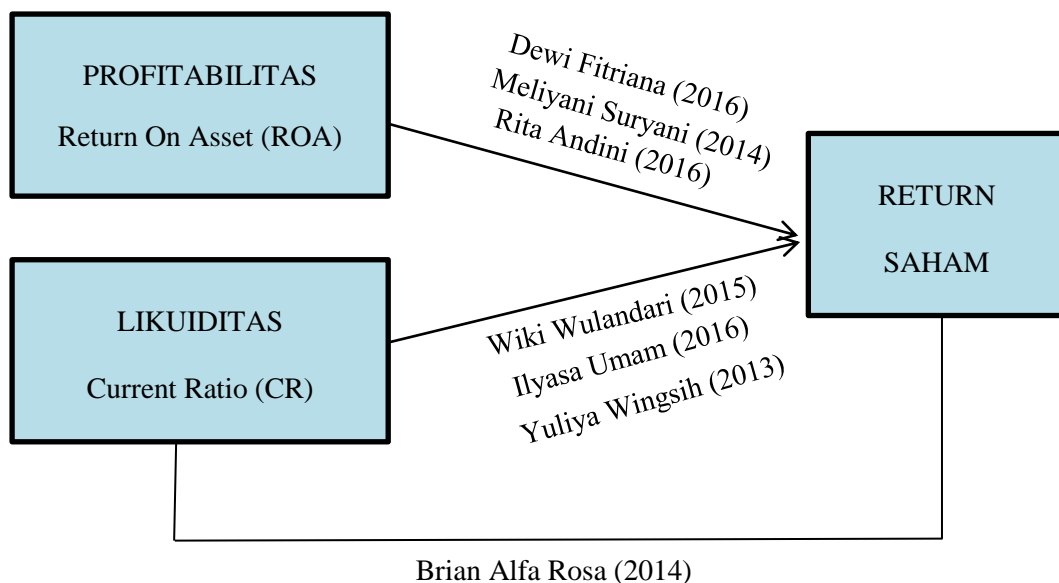 PROFITABILITAS
Return On Asset (ROA)
Dewi Fitriana (2016)
Meliyani Suryani (2014)
Rita Andini (2016)
RETURN
SAHAM
LIKUIDITAS
Current Ratio (CR)
Wiki Wulandari (2015)
Ilyasa Umam (2016)
Yuliya Wingsih (2013)
Brian Alfa Rosa (2014)